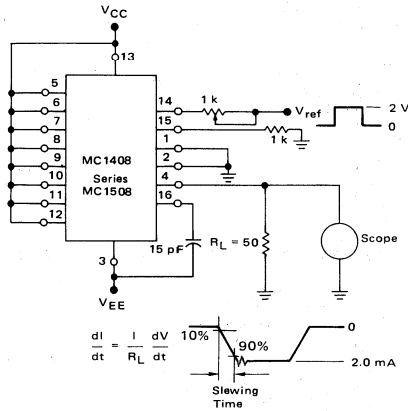 VCC
13
5
6
7
8
9
10
11
12
MC1408
Series
MC1508
14
15
1
2
4
16
1 k
Vref
2 V
0
1 k
15 pF
RL = 50
Scope
3
VEE
dI/dt = I/RL dV/dt
10%
90%
0
2.0 mA
Slewing
Time